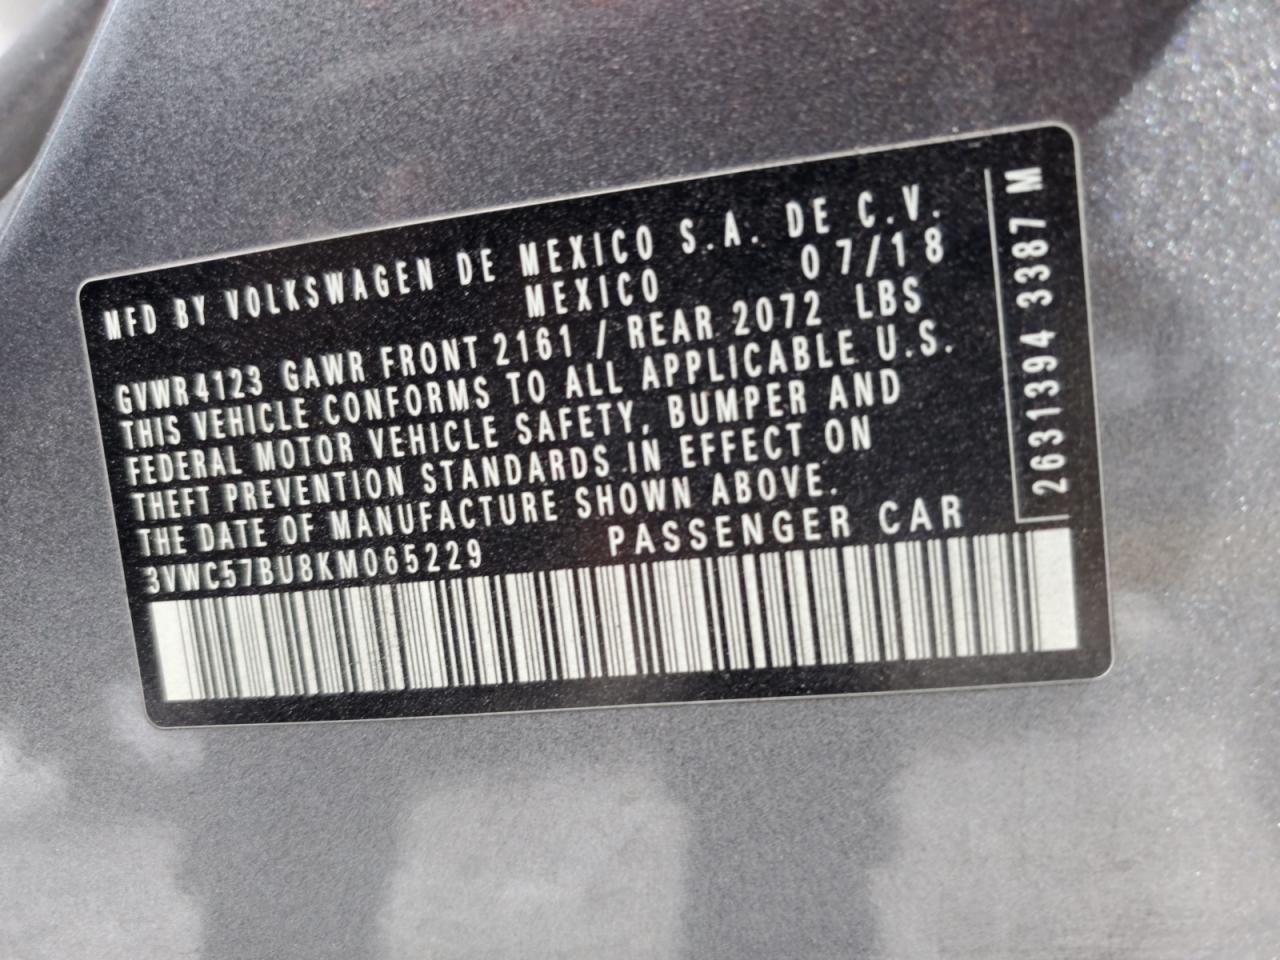 MFD BY VOLKSWAGEN DE MEXICO S.A. DE C.V.
MEXICO 07/18
GVWR 4123 GAWR FRONT 2161 / REAR 2072 LBS
THIS VEHICLE CONFORMS TO ALL APPLICABLE U.S.
FEDERAL MOTOR VEHICLE SAFETY, BUMPER AND
THEFT PREVENTION STANDARDS IN EFFECT ON
THE DATE OF MANUFACTURE SHOWN ABOVE.
3VWC57BU8KM065229 PASSENGER CAR
2631394 3387 M